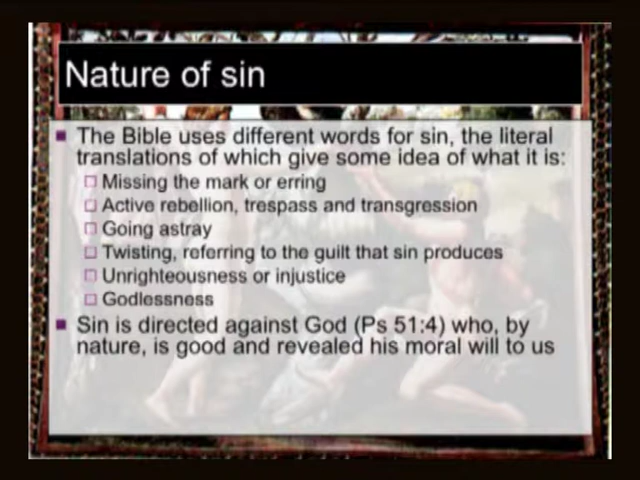 Nature of sin
The Bible uses different words for sin, the literal
translations of which give some idea of what it is:
Missing the mark or erring
Active rebellion, trespass and transgression
Going astray
Twisting, referring to the guilt that sin produces
Unrighteousness or injustice
Godlessness
Sin is directed against God (Ps 51:4) who, by
nature, is good and revealed his moral will to us